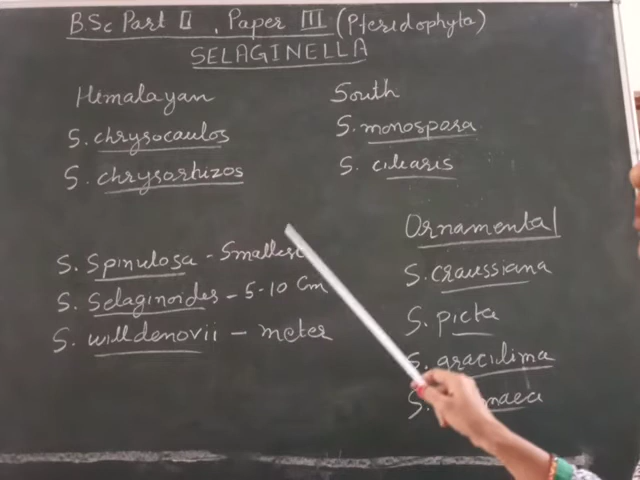 B.Sc Part II, Paper III (Pteridophyta)
SELAGINELLA
Hemalayan
S. chrysocaulos
S. chrysorhizos
South
S. monospora
S. ciliaris
S. Spinulosa - Smallest
S. Selaginoides - 5-10 Cm
S. willdenovii - meter
Ornamental
S. craussiana
S. picta
S. gracilima
S.